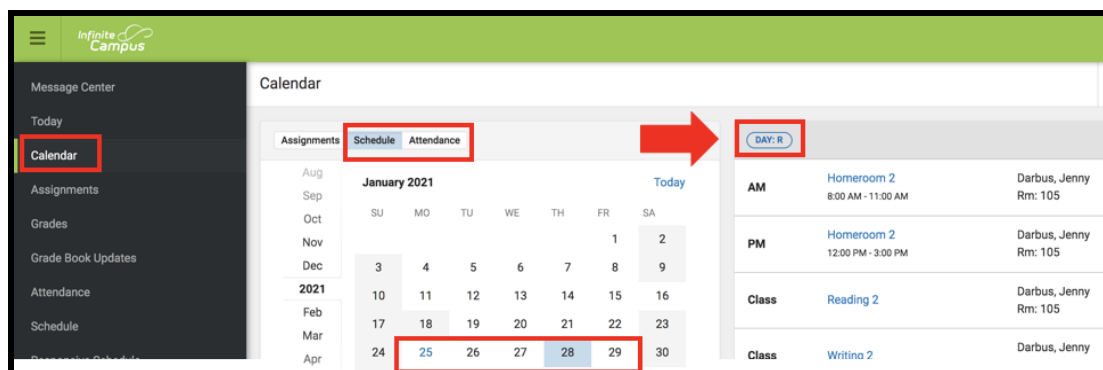 Infinite
Campus
Message Center
Today
Calendar
Assignments
Grades
Grade Book Updates
Attendance
Schedule
Responsive Schedule
Calendar
Assignments Schedule Attendance
Aug
Sep
Oct
Nov
Dec
2021
Feb
Mar
Apr
January 2021 Today
SU MO TU WE TH FR SA
1 2
3 4 5 6 7 8 9
10 11 12 13 14 15 16
17 18 19 20 21 22 23
24 25 26 27 28 29 30
DAY: R
AM Homeroom 2 Darbus, Jenny
8:00 AM - 11:00 AM Rm: 105
PM Homeroom 2 Darbus, Jenny
12:00 PM - 3:00 PM Rm: 105
Class Reading 2 Darbus, Jenny
Rm: 105
Class Writing 2 Darbus, Jenny